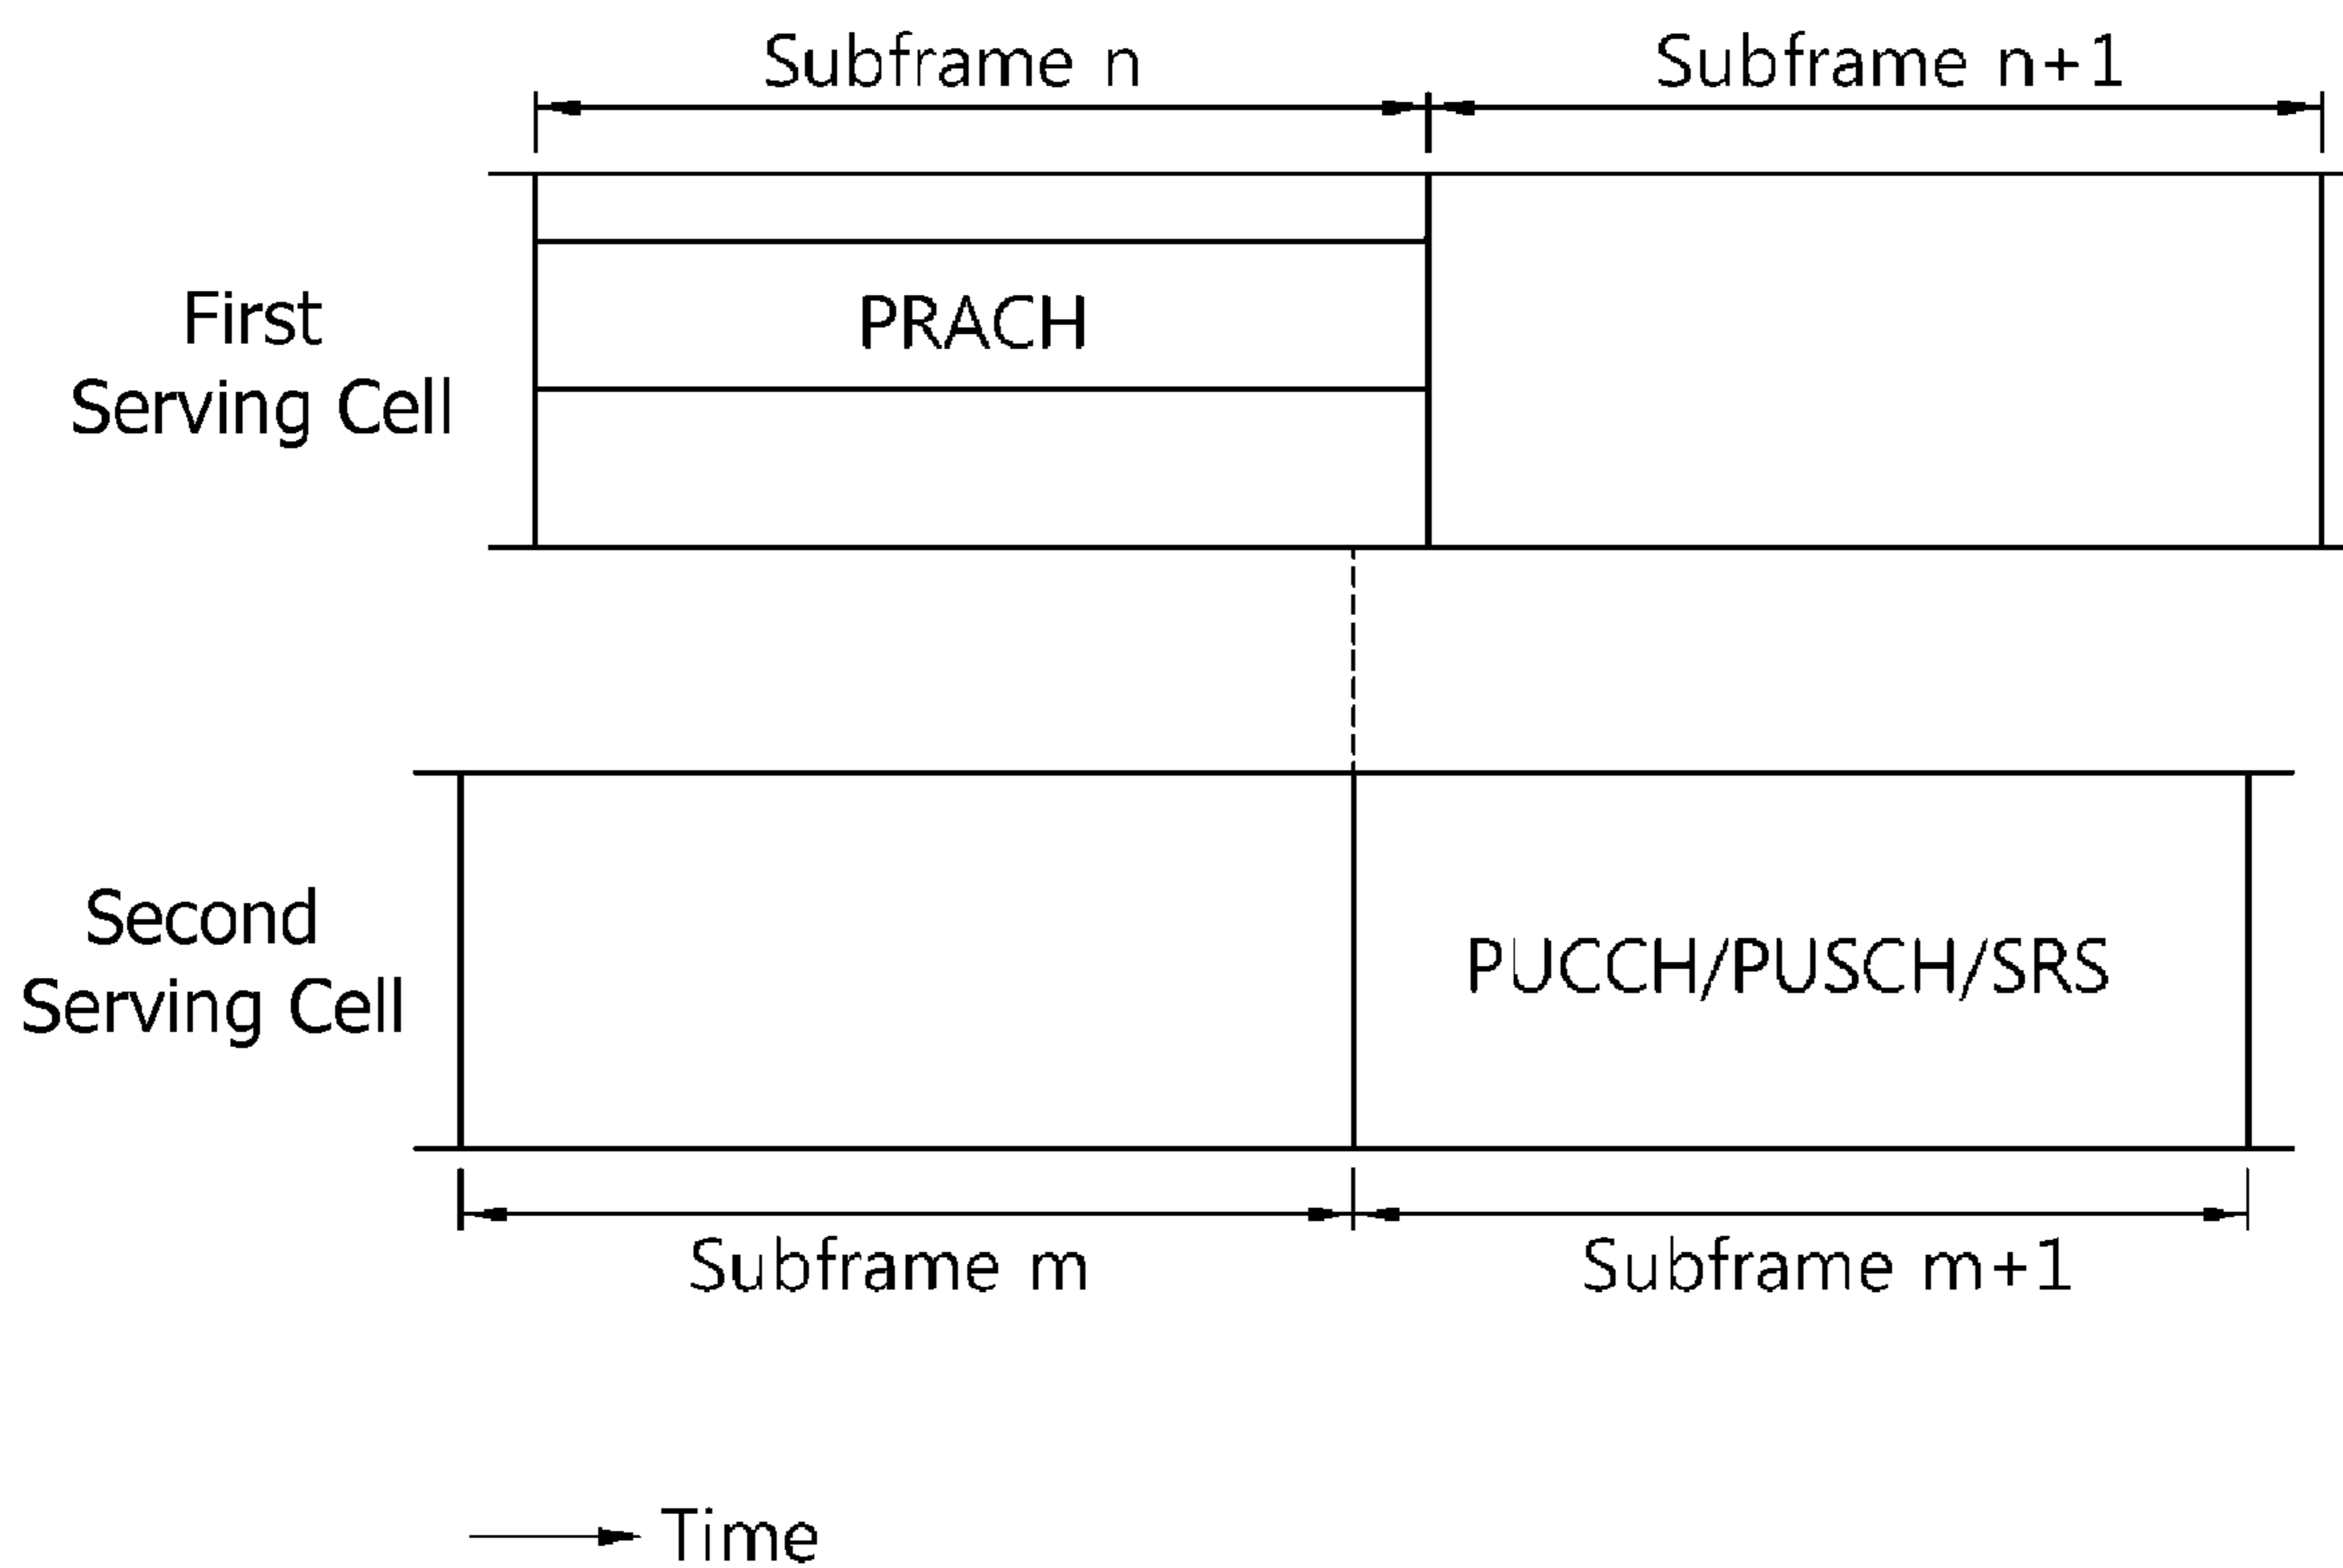 Subframe n
Subframe n+1
First
Serving Cell
PRACH
Second
Serving Cell
PUCCH/PUSCH/SRS
Subframe m
Subframe m+1
Time